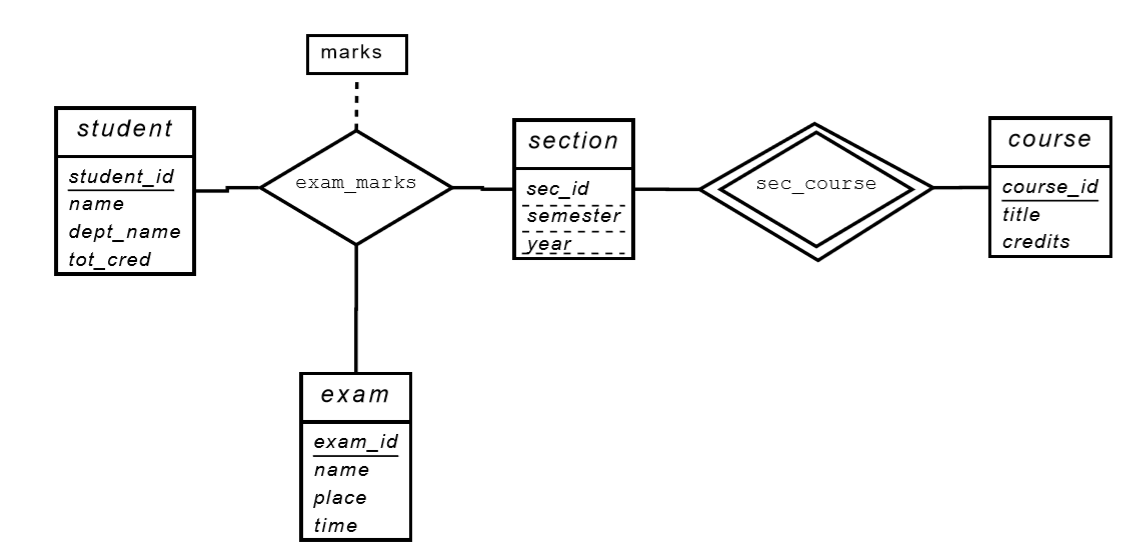 marks
student
student_id
name
dept_name
tot_cred
exam_marks
section
sec_id
semester
year
sec_course
course
course_id
title
credits
exam
exam_id
name
place
time